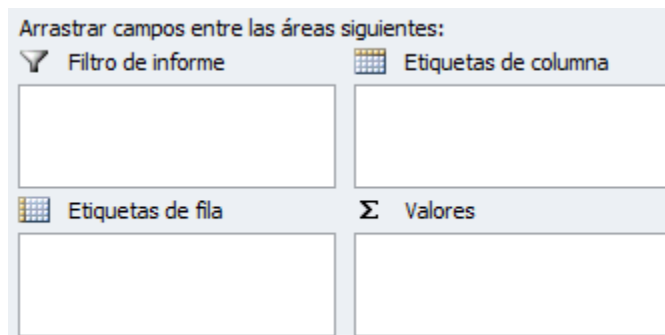 Arrastrar campos entre las áreas siguientes:
Filtro de informe
Etiquetas de columna
Etiquetas de fila
Σ Valores